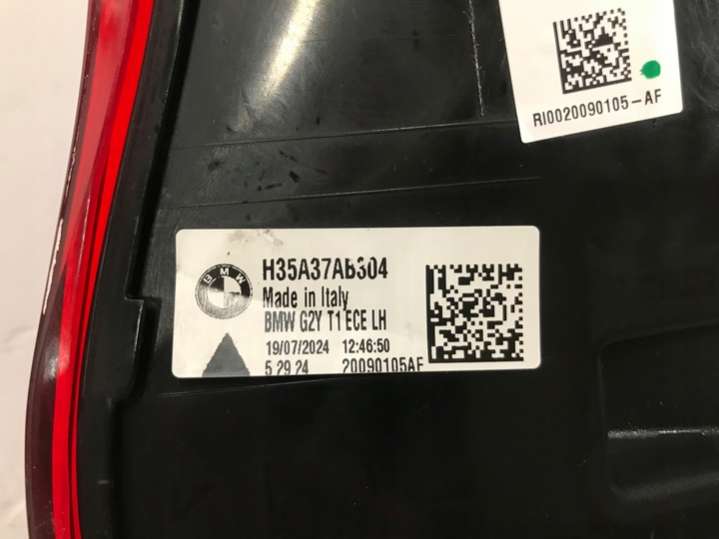 RI0020090105-AF
BMW
H35A37AB304
Made in Italy
BMW G2Y T1 ECE LH
19/07/2024 12:46:50
5 29 24 20090105AF